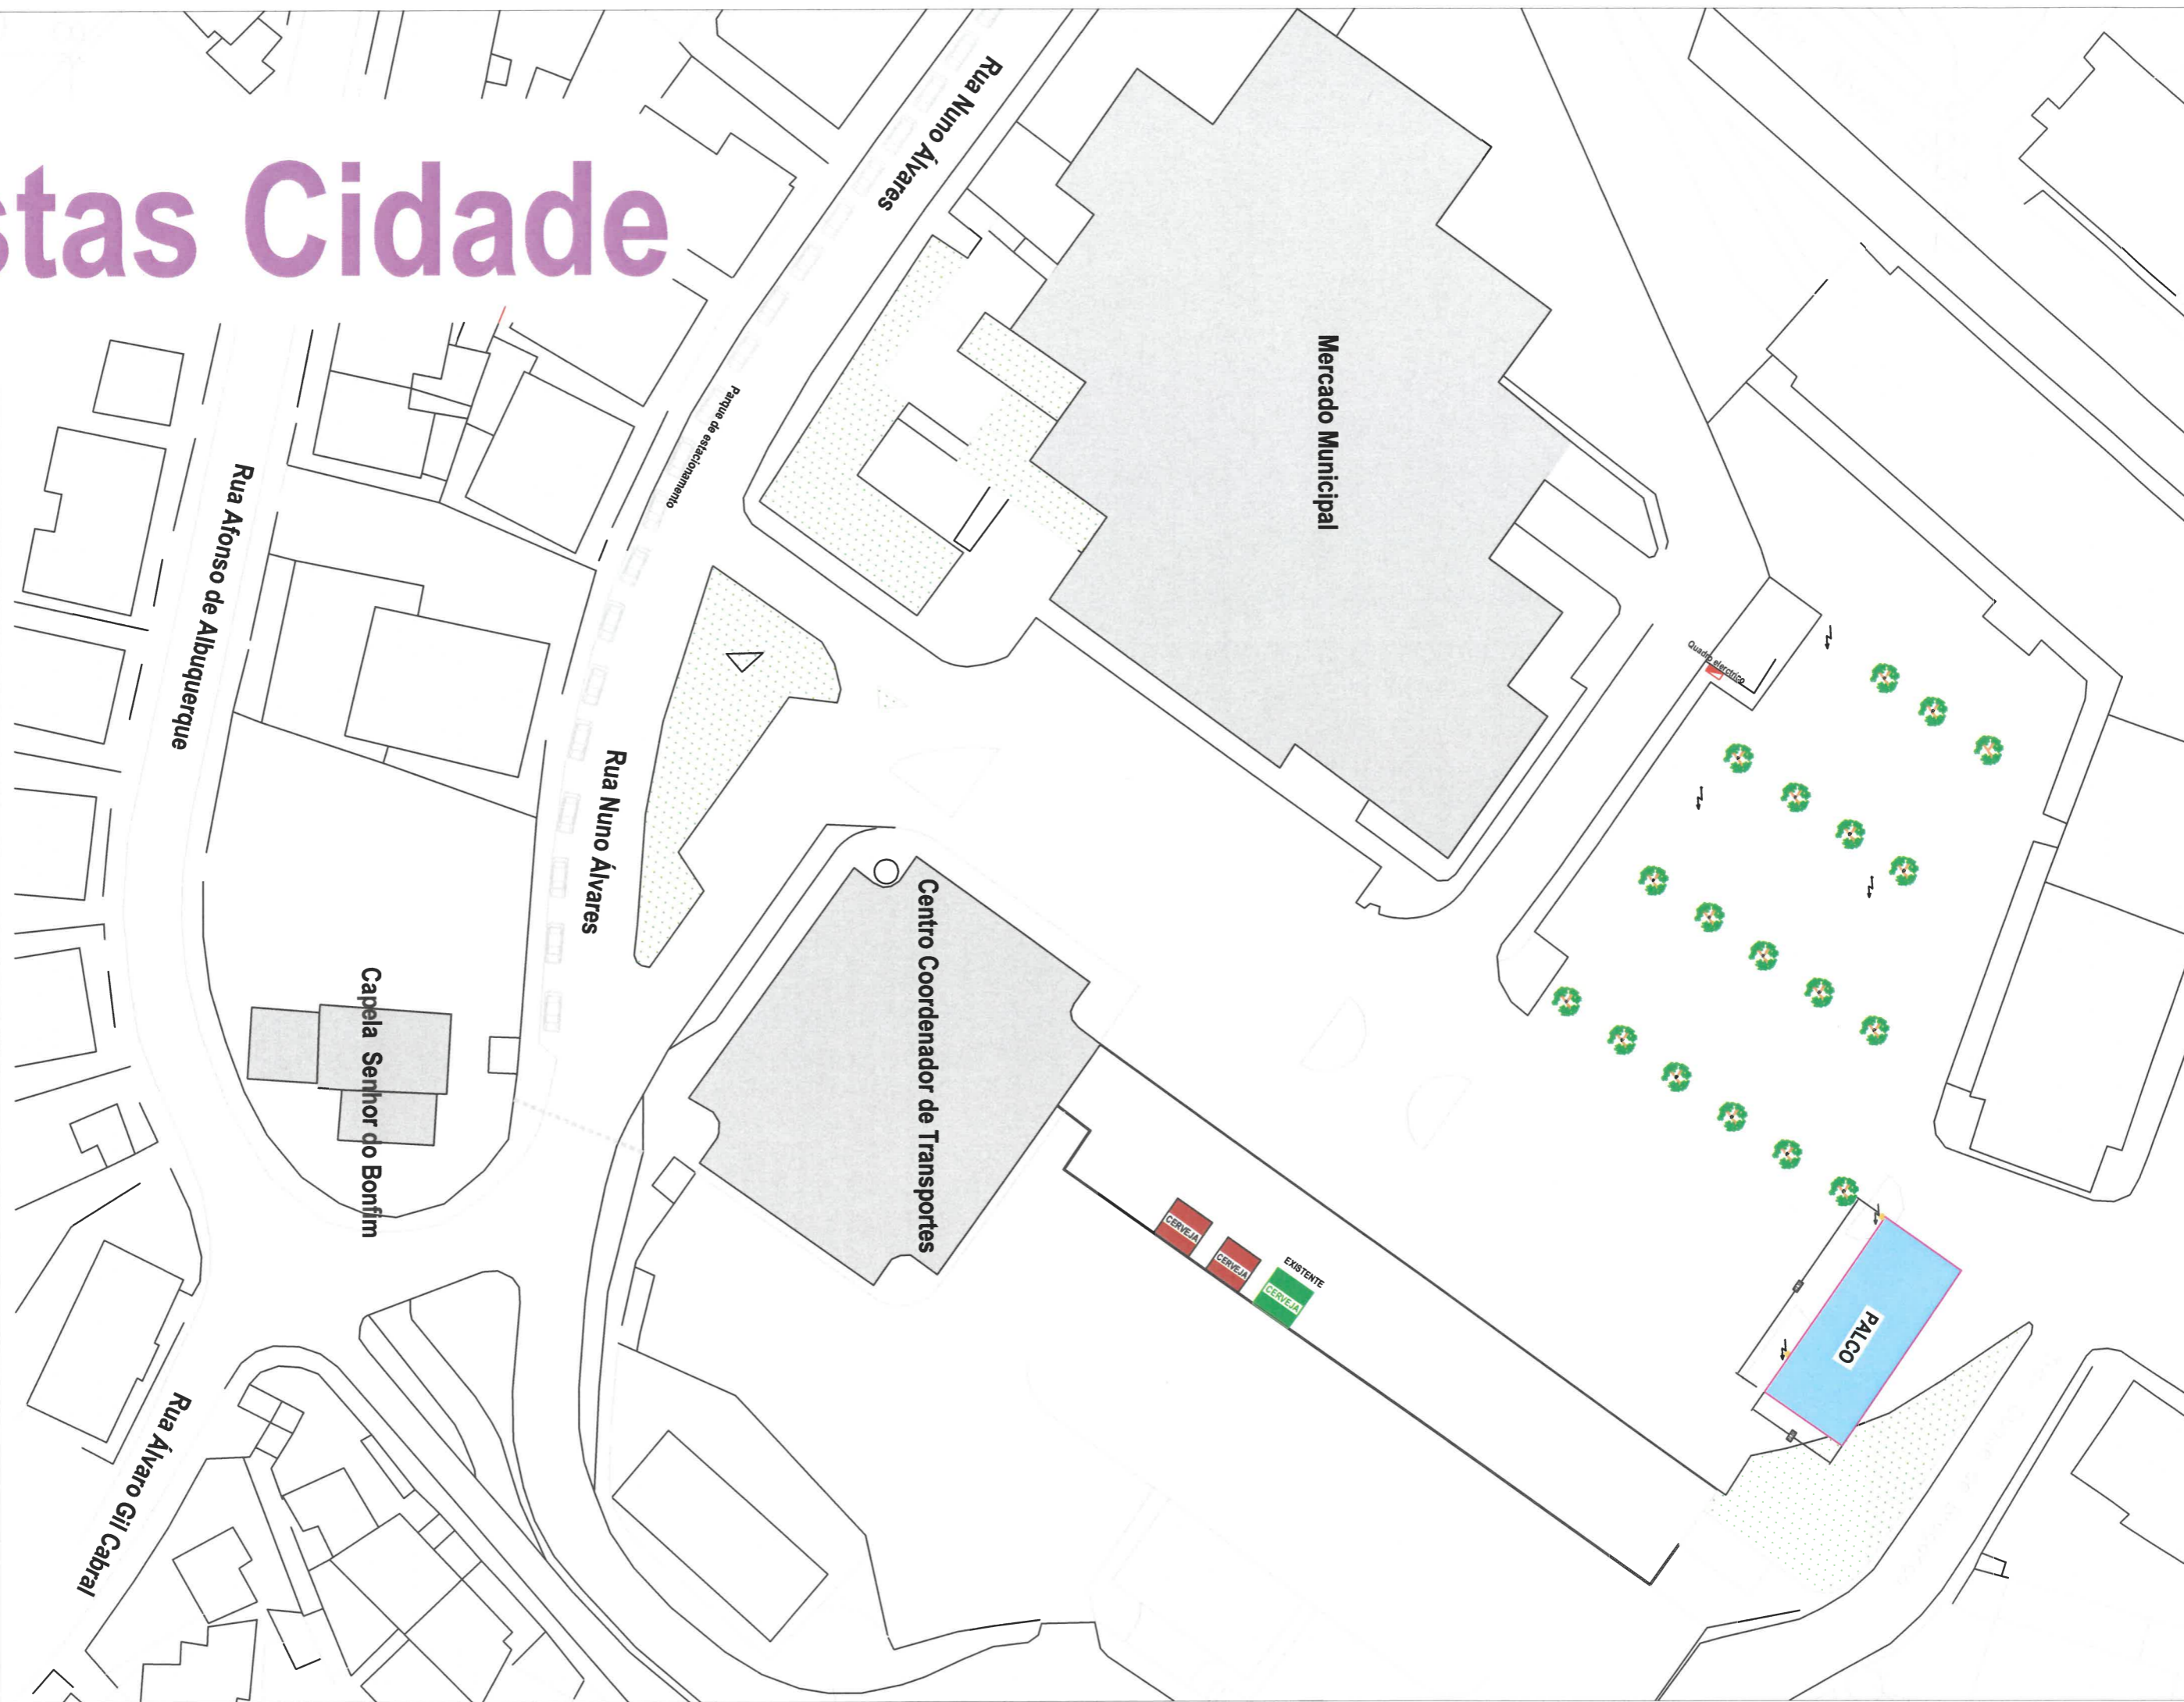 stas Cidade
Rua Nuno Álvares
Mercado Municipal
Parque de estacionamento
Rua Afonso de Albuquerque
Quadro electrico
Rua Nuno Álvares
Centro Coordenador de Transportes
Capela Senhor do Bonfim
CERVEJA
CERVEJA
EXISTENTE
CERVEJA
PALCO
Rua Álvaro Gil Cabral